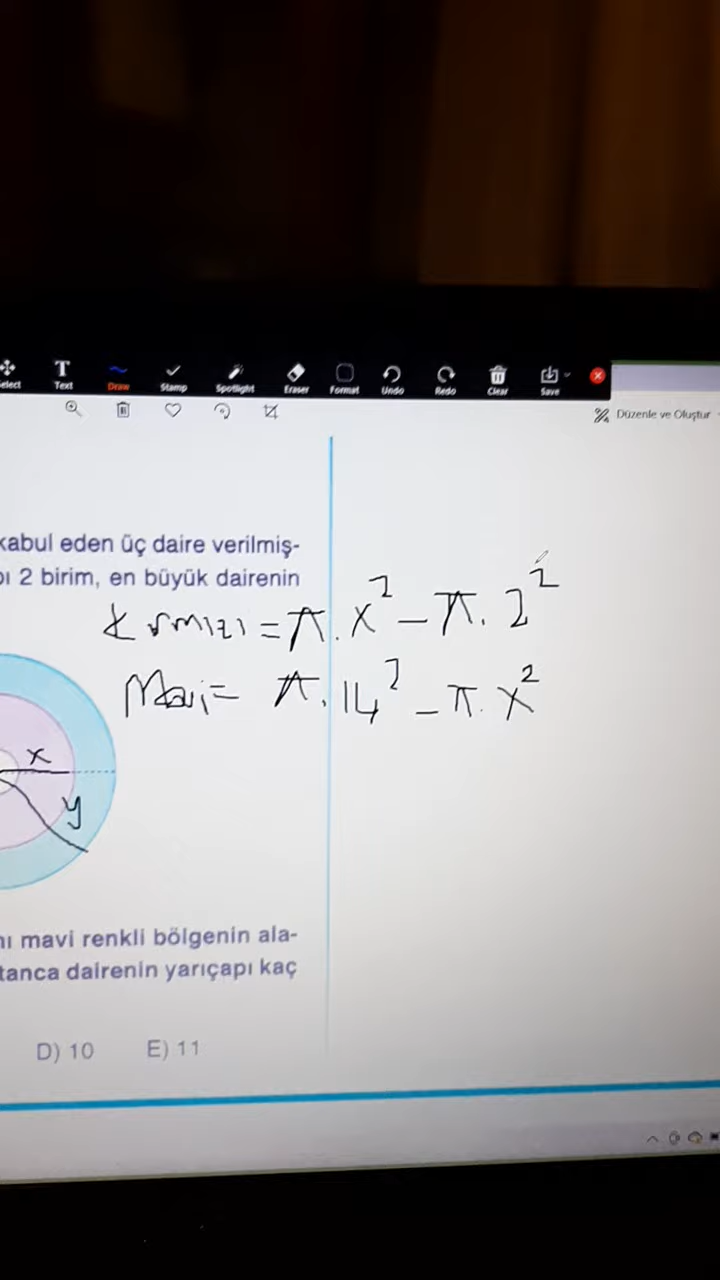 Select Text Draw Stamp Spotlight Eraser Format Undo Redo Clear Save
Düzenle ve Oluştur
kabul eden üç daire verilmiş-
pı 2 birim, en büyük dairenin
Kırmızı = π.x² - π.2²
Mavi = π.14² - π.x²
x
y
nı mavi renkli bölgenin ala-
tanca dairenin yarıçapı kaç
D) 10 E) 11